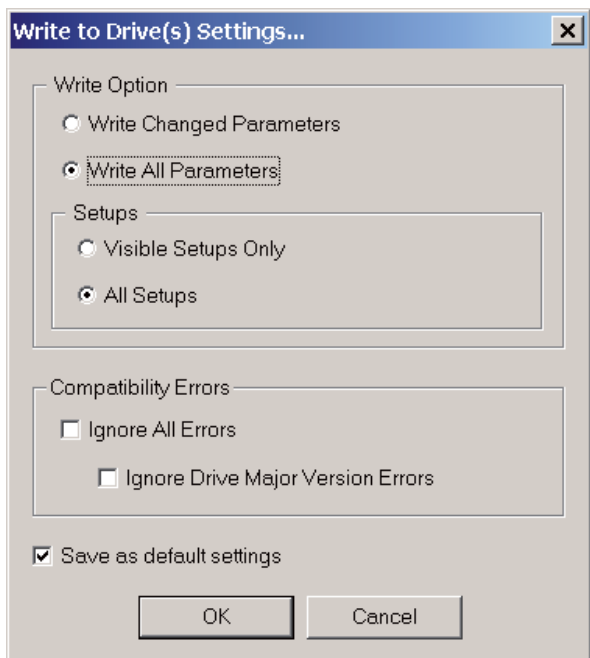 Write to Drive(s) Settings...
Write Option
Write Changed Parameters
Write All Parameters
Setups
Visible Setups Only
All Setups
Compatibility Errors
Ignore All Errors
Ignore Drive Major Version Errors
Save as default settings
OK Cancel